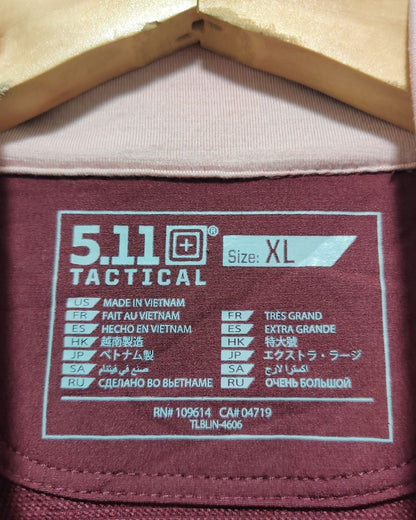 5.11 ®
TACTICAL
Size: XL
US MADE IN VIETNAM
FR FAIT AU VIETNAM
ES HECHO EN VIETNAM
HK 越南製造
JP ベトナム製
SA صنع في فيتنام
RU СДЕЛАНО ВО ВЬЕТНАМЕ
FR TRÈS GRAND
ES EXTRA GRANDE
HK 特大號
JP エクストラ・ラージ
SA اكسترا لارج
RU ОЧЕНЬ БОЛЬШОЙ
RN# 109614 CA# 04719
TLBLIN-4606